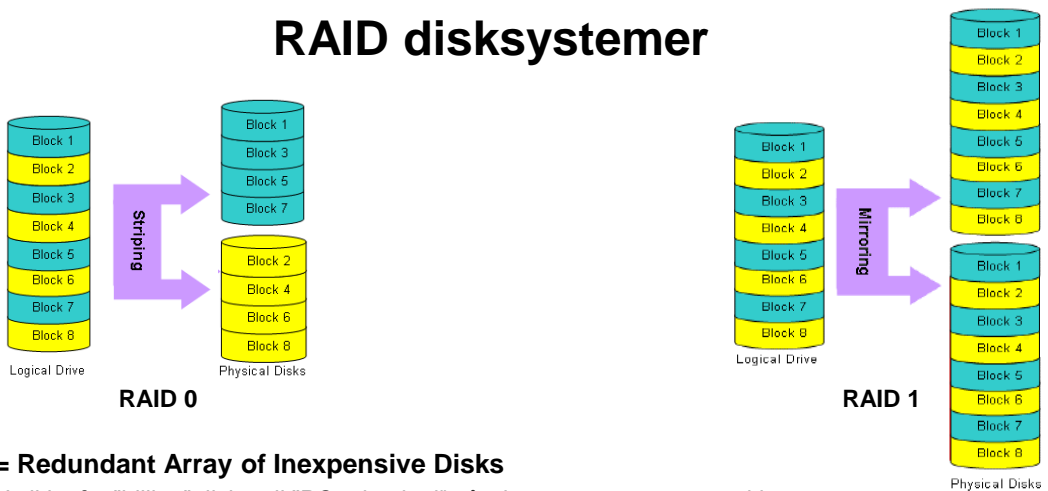 RAID disksystemer
Block 1
Block 2
Block 3
Block 4
Block 5
Block 6
Block 7
Block 8
Logical Drive
Striping
Block 1
Block 3
Block 5
Block 7
Block 2
Block 4
Block 6
Block 8
Physical Disks
RAID 0
Block 1
Block 2
Block 3
Block 4
Block 5
Block 6
Block 7
Block 8
Logical Drive
Mirroring
Block 1
Block 2
Block 3
Block 4
Block 5
Block 6
Block 7
Block 8
Block 1
Block 2
Block 3
Block 4
Block 5
Block 6
Block 7
Block 8
Physical Disks
RAID 1
= Redundant Array of Inexpensive Disks